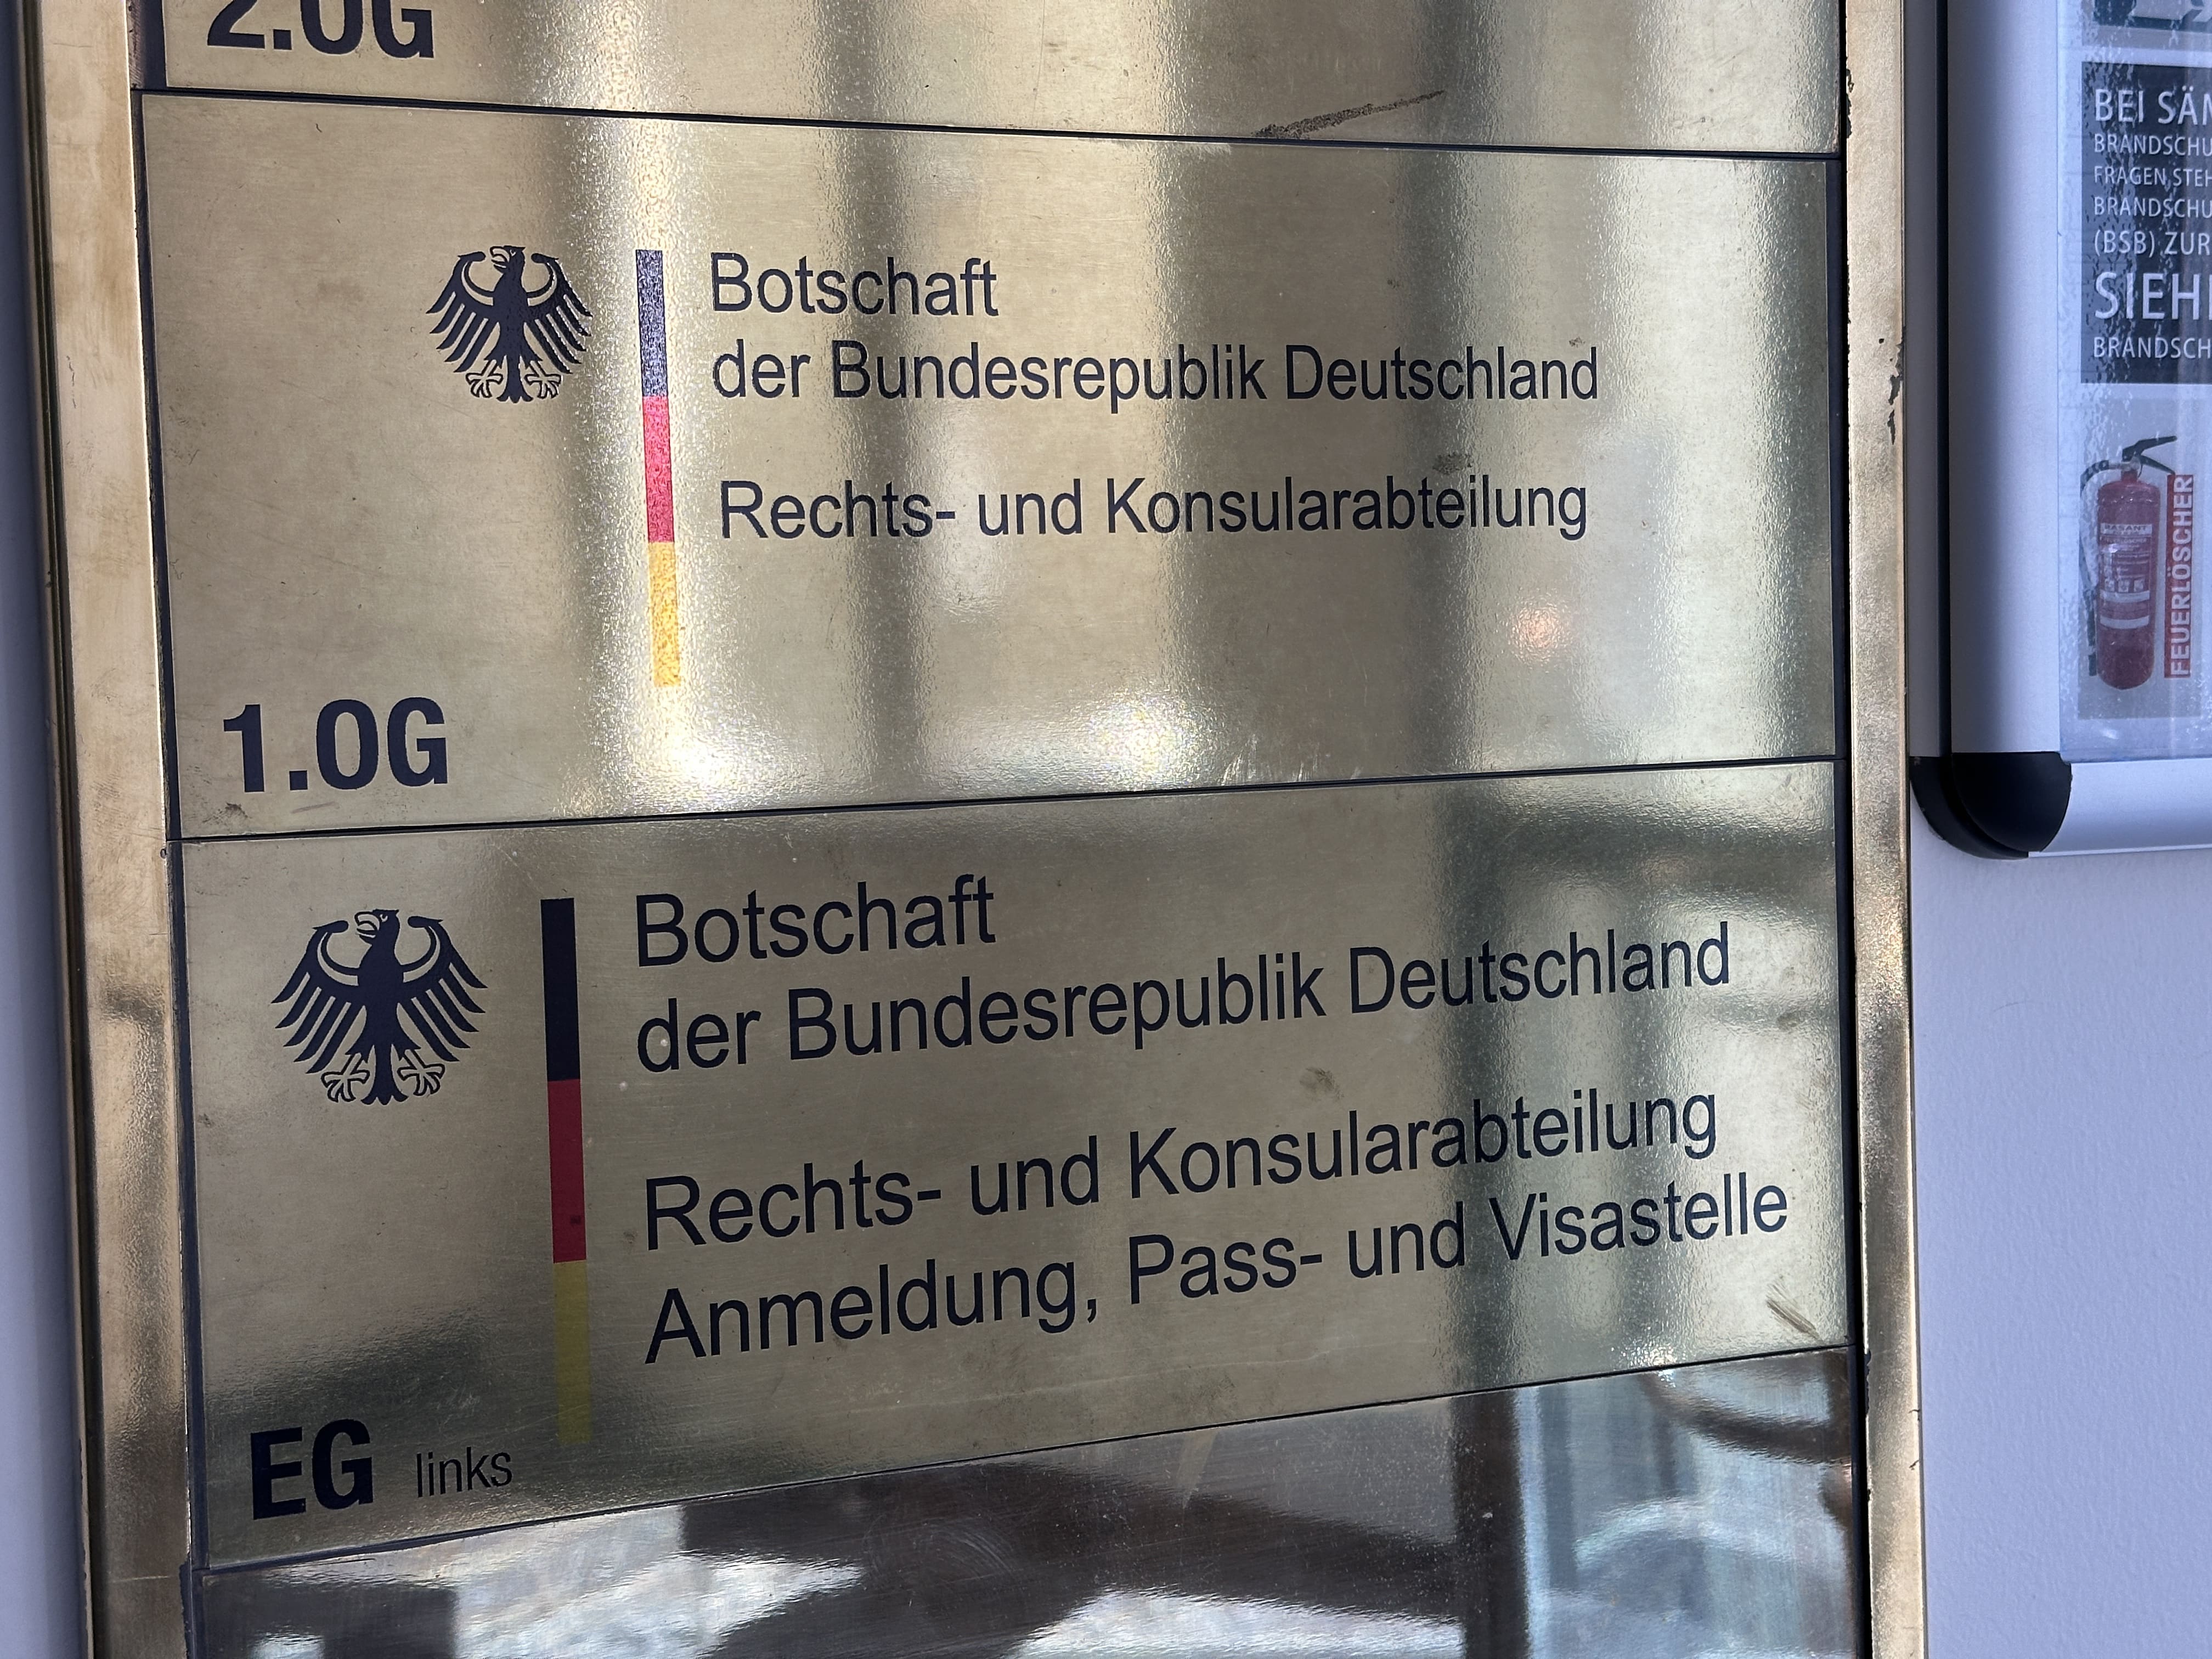 2.OG
Botschaft
der Bundesrepublik Deutschland
Rechts- und Konsularabteilung
1.OG
Botschaft
der Bundesrepublik Deutschland
Rechts- und Konsularabteilung
Anmeldung, Pass- und Visastelle
EG links
BEI
BRANDSCHU
FRAGEN STEH
BRANDSCHU
(BSB) ZUR
SIEH
BRANDSCH
FEUERLÖSCHER